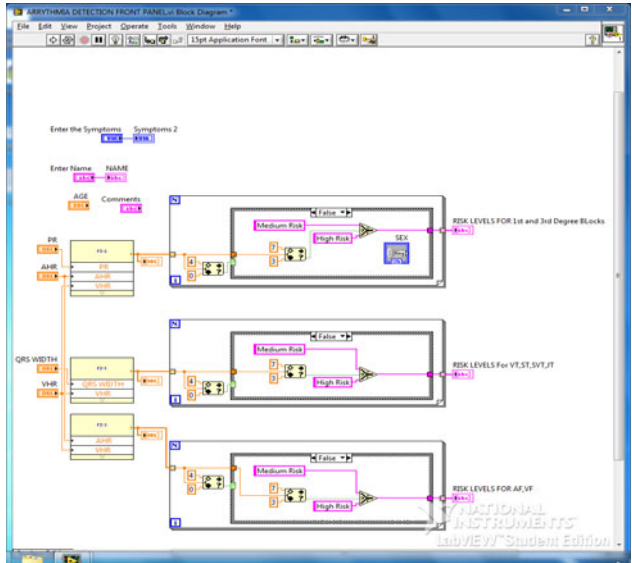 ARRYTHMIA DETECTION FRONT PANEL.vi Block Diagram *
File Edit View Project Operate Tools Window Help
15pt Application Font
Enter the Symptoms Symptoms 2
Enter Name NAME
AGE Comments
abc
N
False
RISK LEVELS FOR 1st and 3rd Degree BLocks
Medium Risk
SEX
PR
7
High Risk
3
AHR
PR
4
AHR
0
VHR
i
N
False
Medium Risk
QRS WIDTH
7
RISK LEVELS For VT,ST,SVT,JT
4
3
QRS WIDTH
High Risk
VHR
0
VHR
i
AHR
N
VHR
False
Medium Risk
4
7
RISK LEVELS FOR AF,VF
0
3
High Risk
i
NATIONAL
INSTRUMENTS
LabVIEW Student Edition